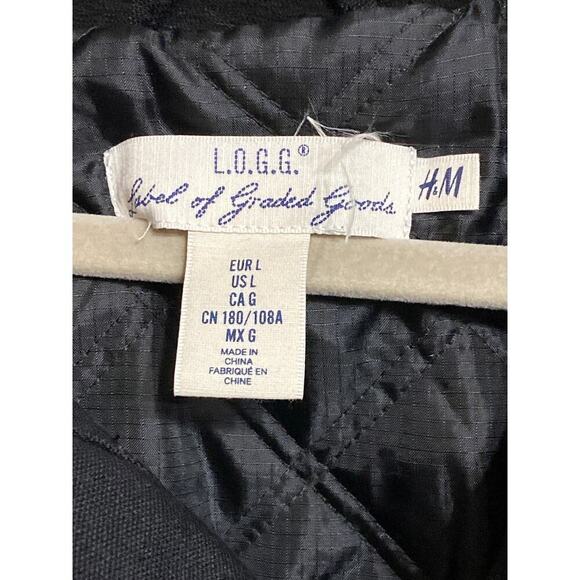 L.O.G.G.®
Label of Graded Goods
H&M
EUR L
US L
CA G
CN 180/108A
MX G
MADE IN
CHINA
FABRIQUÉ EN
CHINE